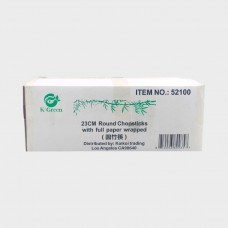 ITEM NO.: 52100
K-Green
23CM Round Chopsticks
with full paper wrapped
(圆竹筷)
Distributed by: Karkol trading
Los Angeles CA90040